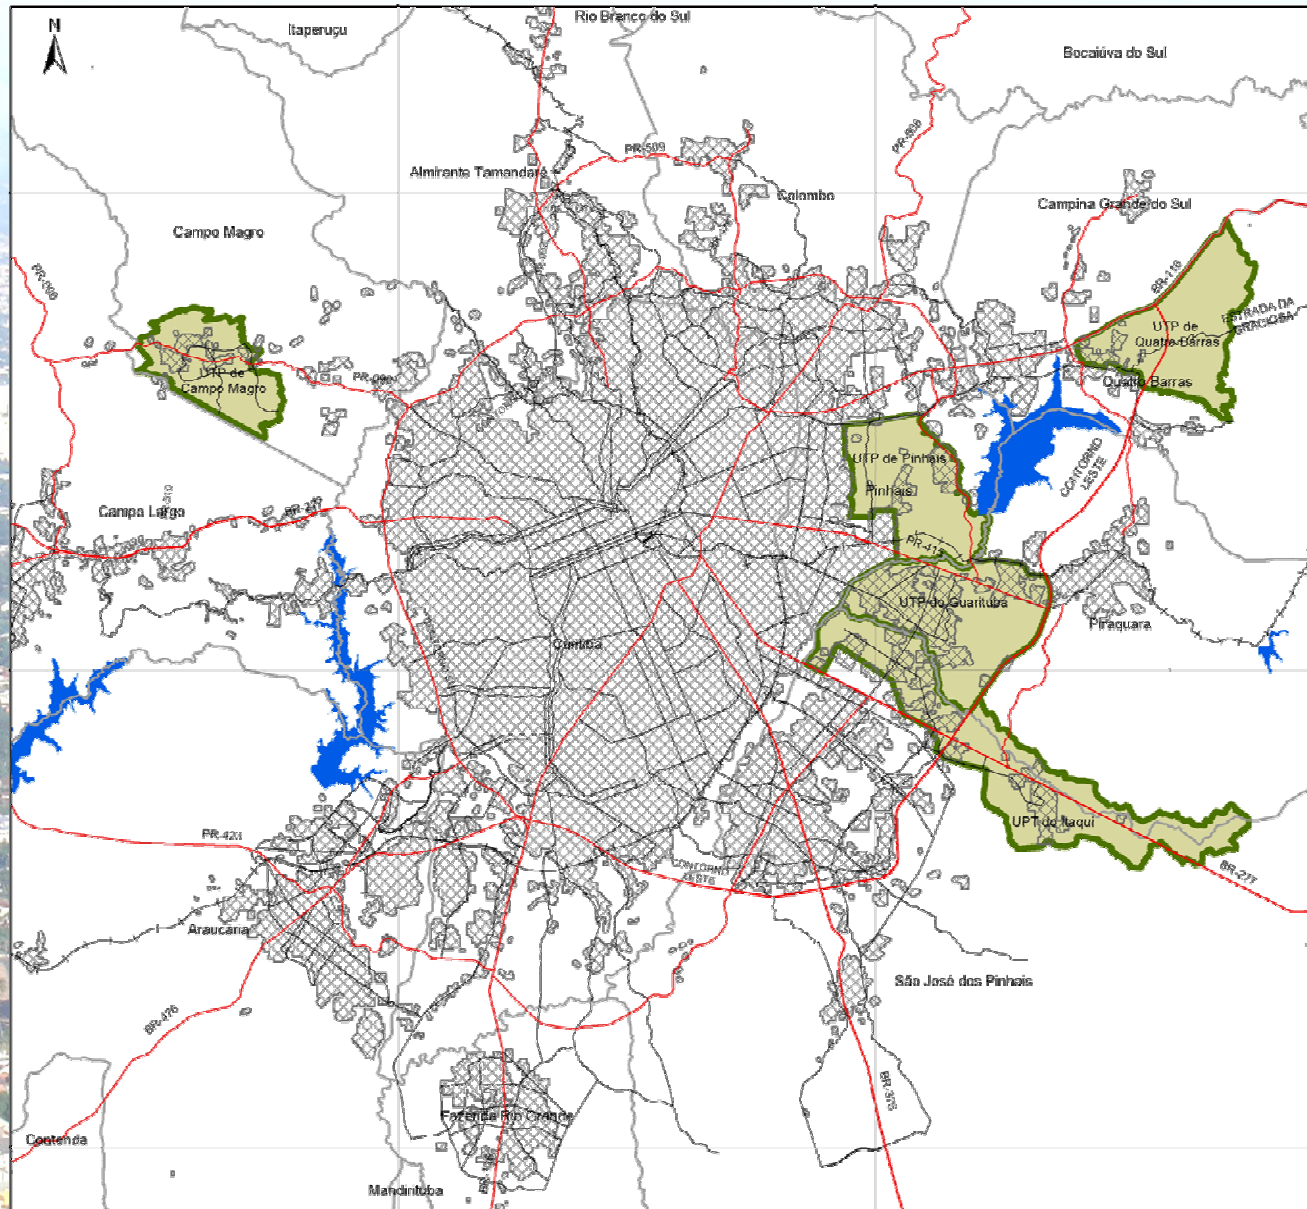 N
Itaperuçu
Rio Branco do Sul
Bocaiúva do Sul
PR-509
Almirante Tamandaré
Colombo
Campina Grande do Sul
Campo Magro
BR-116
ESTRADA DA
GRACIOSA
UTP de
Quatro Barras
UTP de
Campo Magro
PR-090
Quatro Barras
UTP de Pinhais
Pinhais
CONTORNO
LESTE
Campo Largo
BR-277
PR-415
UTP do Guarituba
Piraquara
Curitiba
UPT do Itaqui
PR-423
CONTORNO
LESTE
BR-277
Araucária
São José dos Pinhais
BR-476
BR-376
Fazenda Rio Grande
Contenda
Mandirituba